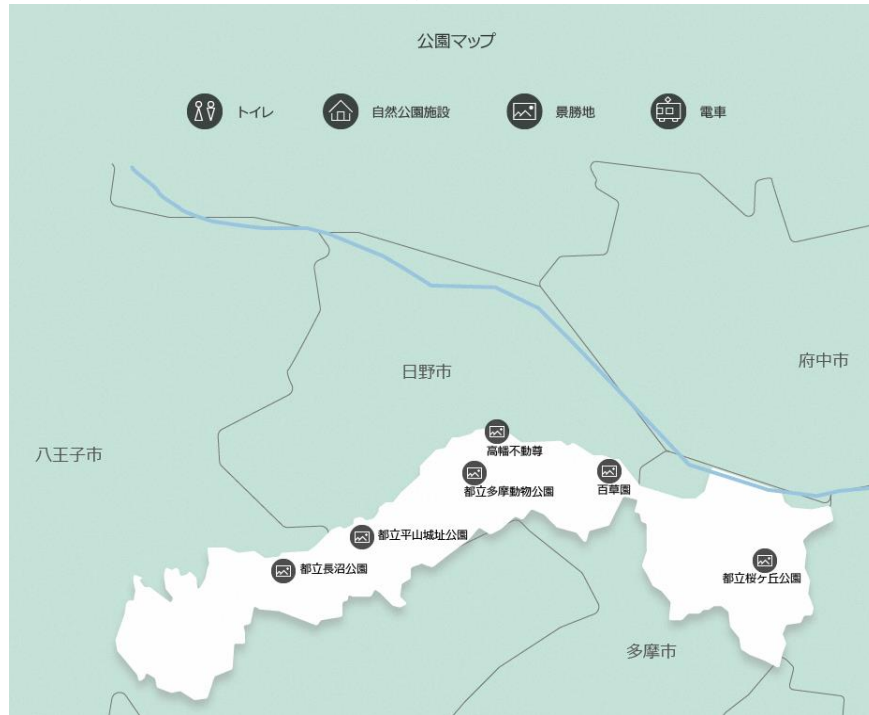 公園マップ
トイレ
自然公園施設
景勝地
電車
府中市
日野市
八王子市
高幡不動尊
都立多摩動物公園
百草園
都立平山城址公園
都立長沼公園
都立桜ヶ丘公園
多摩市